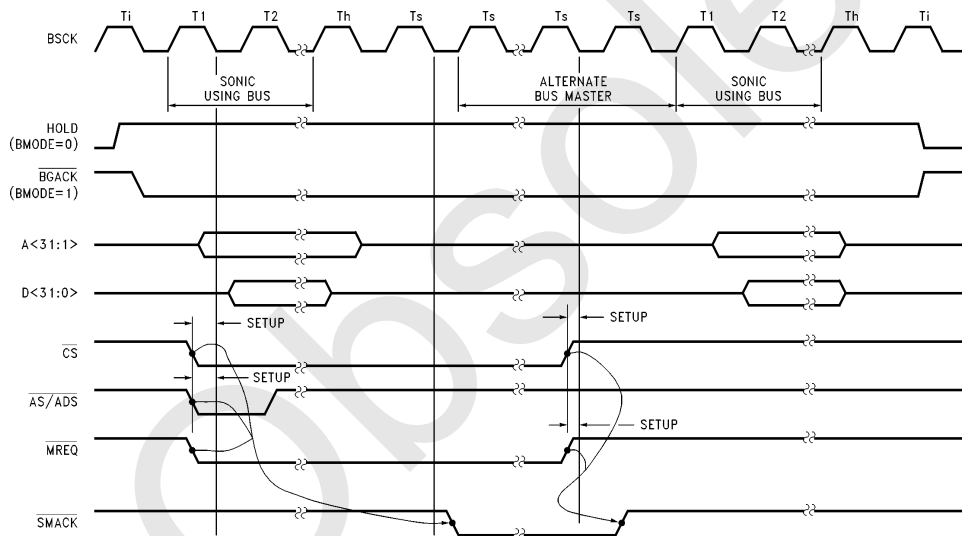 Ti T1 T2 Th Ts Ts Ts Ts T1 T2 Th Ti
BSCK
SONIC
USING BUS
ALTERNATE
BUS MASTER
SONIC
USING BUS
HOLD
(BMODE=0)
BGACK
(BMODE=1)
A<31:1>
D<31:0>
SETUP
SETUP
CS
SETUP
AS/ADS
SETUP
MREQ
SMACK
Obsole